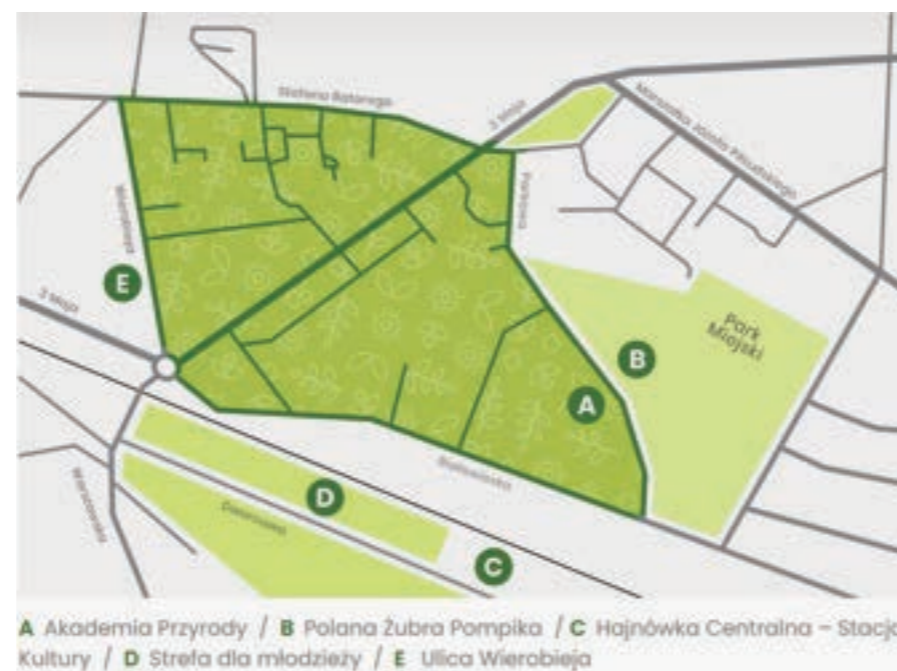 Stefana Batorego
3 Maja
Marszałka Józefa Piłsudskiego
Parkowa
Wierobieja
E
3 Maja
Park
Miejski
B
A
Białowieska
Warszawska
D
Dworcowa
C
A Akademia Przyrody / B Polana Żubra Pompika / C Hajnówka Centralna – Stacja
Kultury / D Strefa dla młodzieży / E Ulica Wierobieja